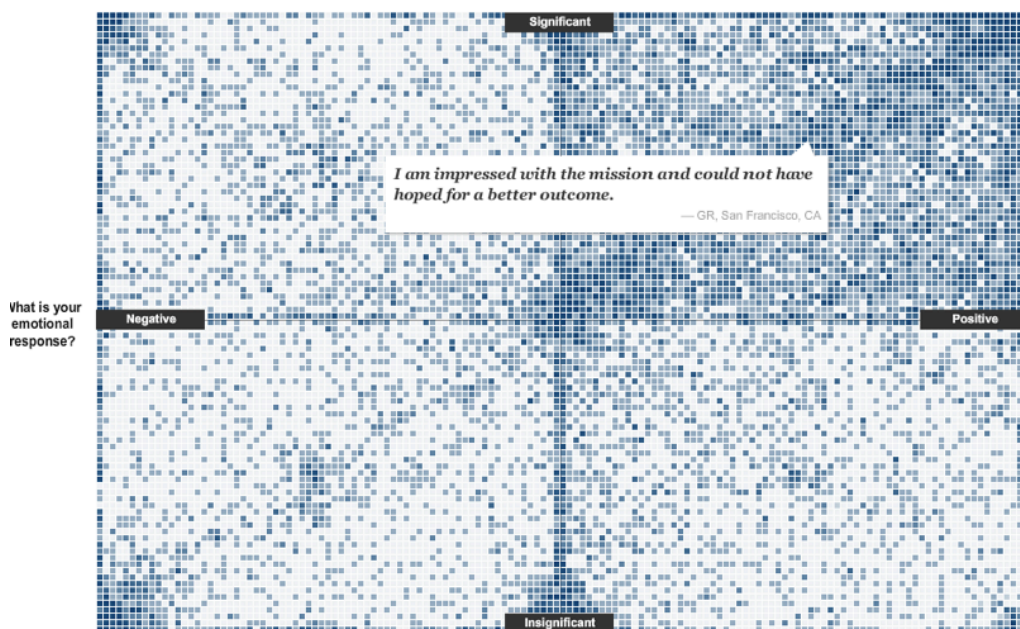 Significant
I am impressed with the mission and could not have
hoped for a better outcome.
— GR, San Francisco, CA
What is your
emotional
response?
Negative
Positive
Insignificant